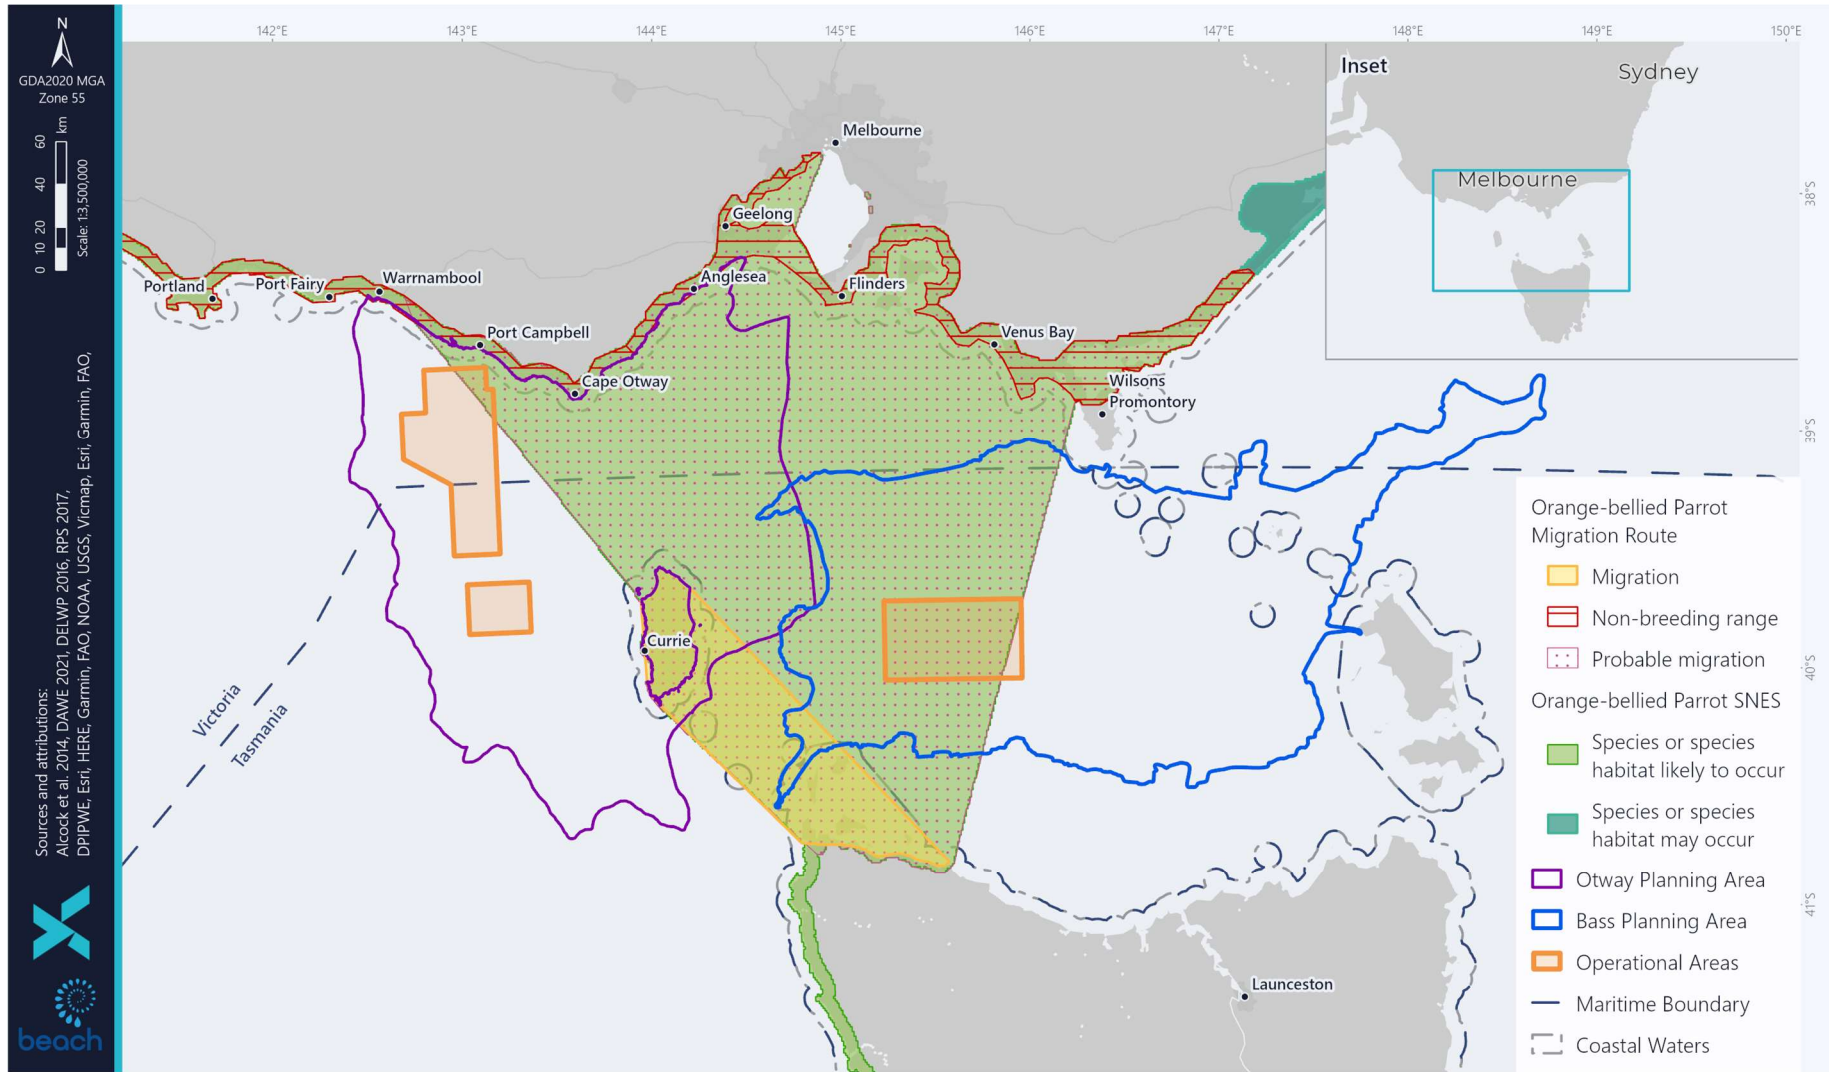 N
GDA2020 MGA
Zone 55
0 10 20 40 60 km
Scale: 1:3,500,000
Sources and attributions:
Alcock et al. 2014, DAWE 2021, DELWP 2016, RPS 2017,
DPIPWE, Esri, HERE, Garmin, FAO, NOAA, USGS, Vicmap, Esri, Garmin, FAO,
beach
142°E 143°E 144°E 145°E 146°E 147°E 148°E 149°E 150°E
38°S
39°S
40°S
41°S
Inset
Sydney
Melbourne
Melbourne
Geelong
Portland
Port Fairy
Warrnambool
Anglesea
Flinders
Port Campbell
Venus Bay
Cape Otway
Wilsons
Promontory
Currie
Victoria
Tasmania
Launceston
Orange-bellied Parrot
Migration Route
Migration
Non-breeding range
Probable migration
Orange-bellied Parrot SNES
Species or species
habitat likely to occur
Species or species
habitat may occur
Otway Planning Area
Bass Planning Area
Operational Areas
Maritime Boundary
Coastal Waters